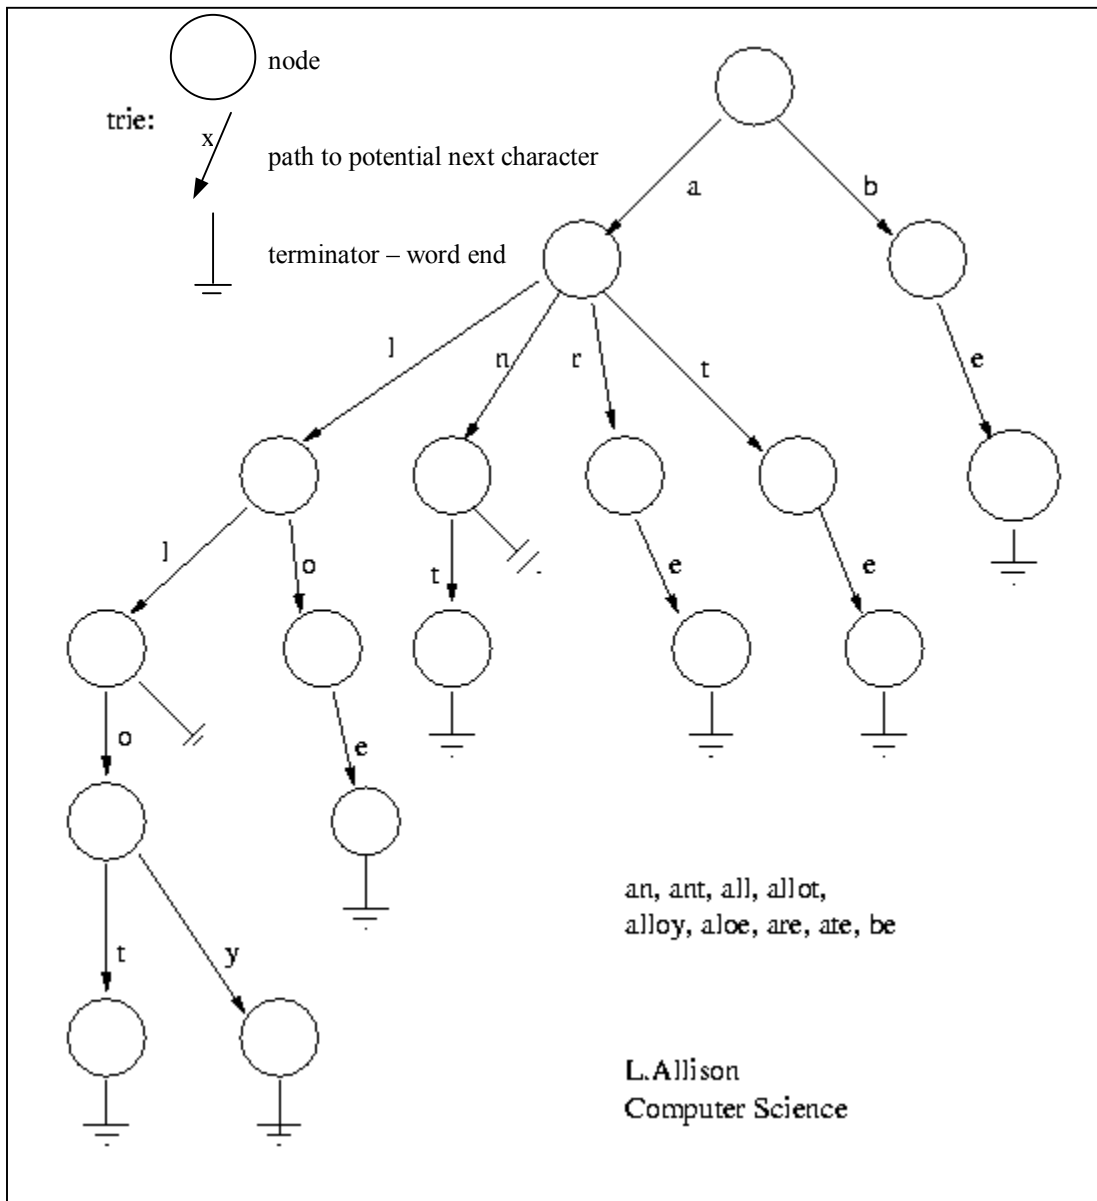 node
trie:
x
path to potential next character
terminator – word end
a
b
l
n
r
t
e
l
o
t
e
e
o
e
t
y
an, ant, all, allot,
alloy, aloe, are, ate, be
L.Allison
Computer Science